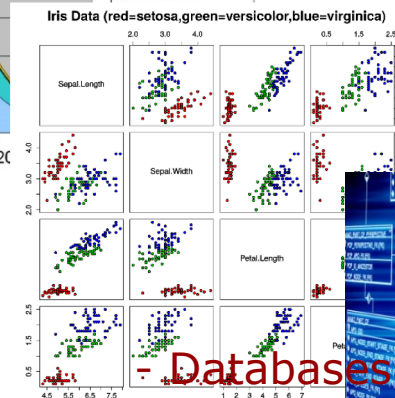 Iris Data (red=setosa,green=versicolor,blue=virginica)
2.0 3.0 4.0
0.5 1.5 2.5
Sepal.Length
4.0
3.0
2.0
Sepal.Width
Petal.Length
2.5
1.5
0.5
- Databases
4.5 5.5 6.5 7.5
1 2 3 4 5 6 7